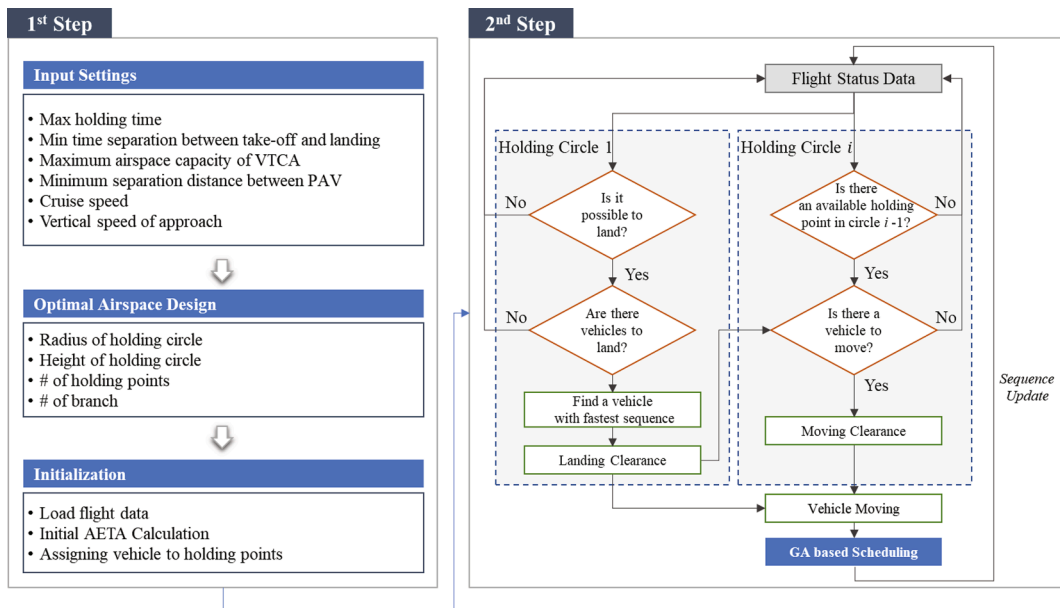 1st Step
Input Settings
• Max holding time
• Min time separation between take-off and landing
• Maximum airspace capacity of VTCA
• Minimum separation distance between PAV
• Cruise speed
• Vertical speed of approach
Optimal Airspace Design
• Radius of holding circle
• Height of holding circle
• # of holding points
• # of branch
Initialization
• Load flight data
• Initial AETA Calculation
• Assigning vehicle to holding points
2nd Step
Flight Status Data
Holding Circle 1
Is it
possible to
land?
No
Yes
Are there
vehicles to
land?
No
Find a vehicle
with fastest sequence
Landing Clearance
Holding Circle i
Is there
an available holding
point in circle i -1?
No
Yes
Is there a
vehicle to
move?
No
Yes
Moving Clearance
Vehicle Moving
GA based Scheduling
Sequence
Update